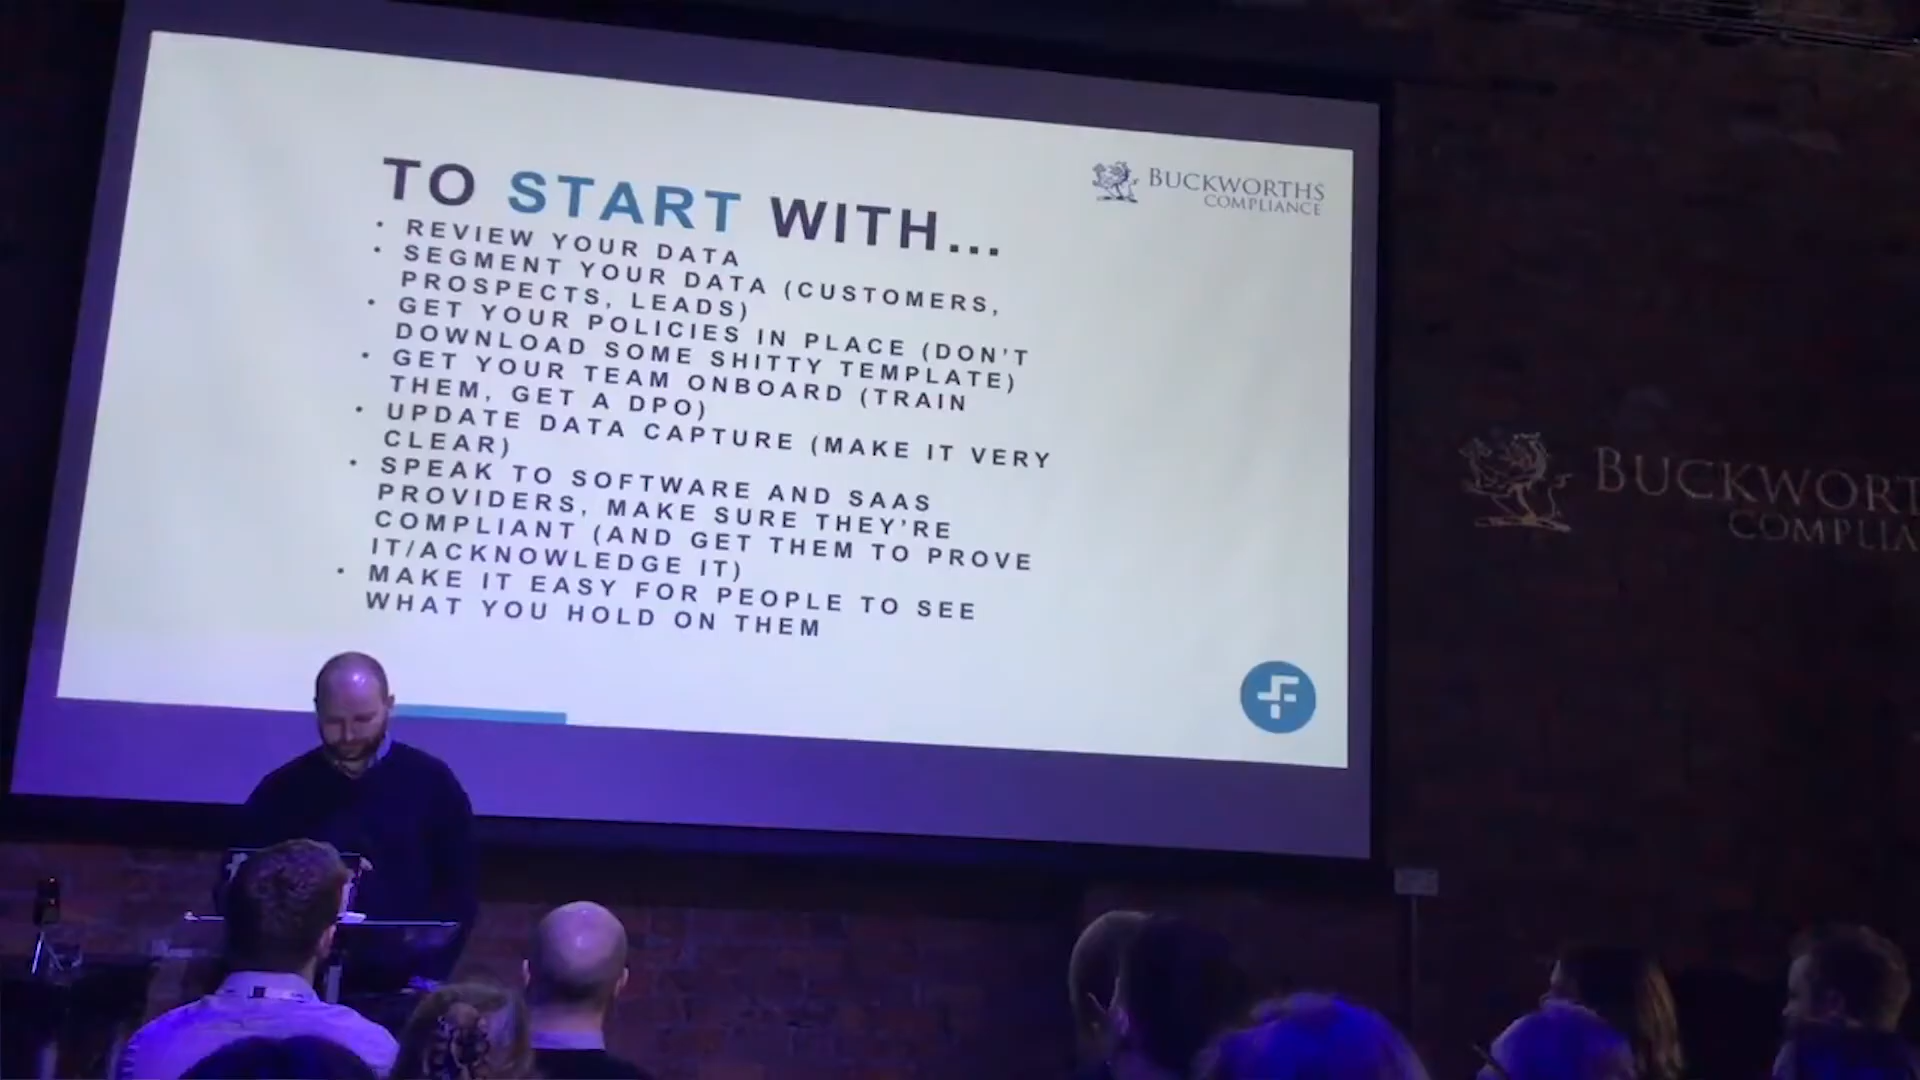 TO START WITH...
BUCKWORTHS
COMPLIANCE
• REVIEW YOUR DATA
• SEGMENT YOUR DATA (CUSTOMERS,
PROSPECTS, LEADS)
• GET YOUR POLICIES IN PLACE (DON'T
DOWNLOAD SOME SHITTY TEMPLATE)
• GET YOUR TEAM ONBOARD (TRAIN
THEM, GET A DPO)
• UPDATE DATA CAPTURE (MAKE IT VERY
CLEAR)
• SPEAK TO SOFTWARE AND SAAS
PROVIDERS, MAKE SURE THEY'RE
COMPLIANT (AND GET THEM TO PROVE
IT/ACKNOWLEDGE IT)
• MAKE IT EASY FOR PEOPLE TO SEE
WHAT YOU HOLD ON THEM
BUCKWORT
COMPLIA